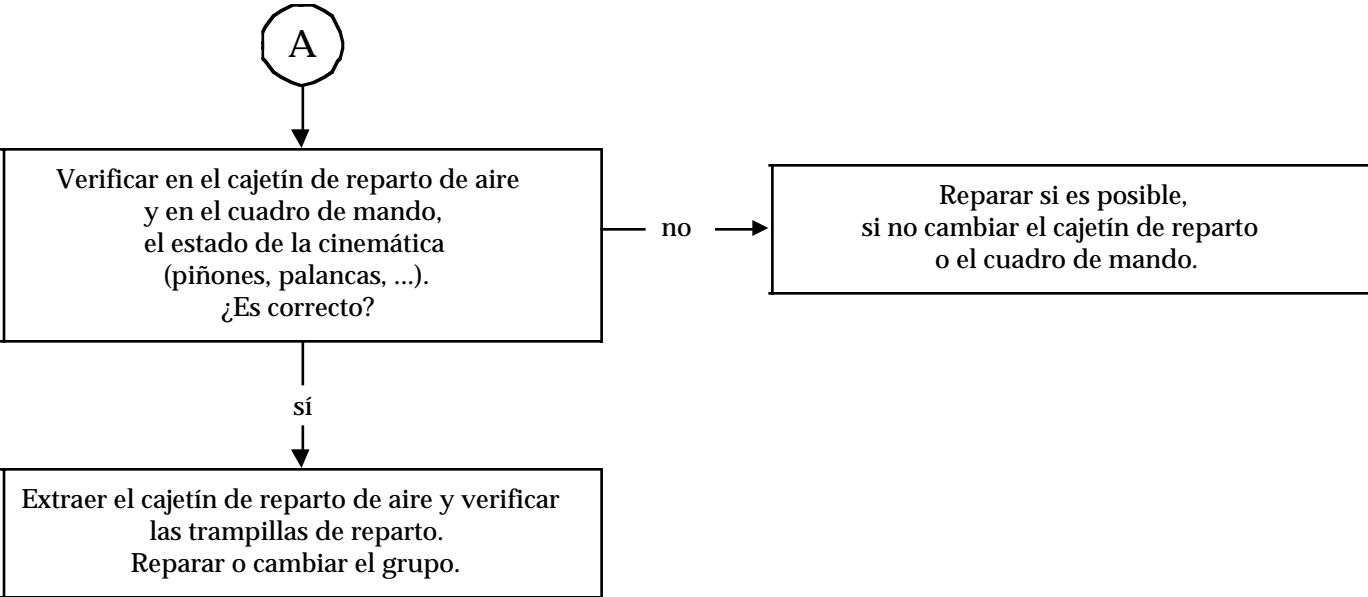 A
Verificar en el cajetín de reparto de aire
y en el cuadro de mando,
el estado de la cinemática
(piñones, palancas, ...).
¿Es correcto?
no
Reparar si es posible,
si no cambiar el cajetín de reparto
o el cuadro de mando.
sí
Extraer el cajetín de reparto de aire y verificar
las trampillas de reparto.
Reparar o cambiar el grupo.